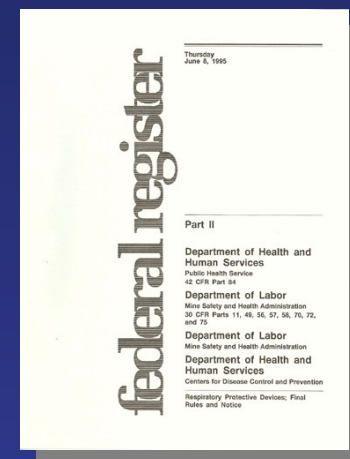 federal register
Thursday
June 8, 1995
Part II
Department of Health and
Human Services
Public Health Service
42 CFR Part 84
Department of Labor
Mine Safety and Health Administration
30 CFR Parts 11, 49, 56, 57, 58, 70, 72,
and 75
Department of Labor
Mine Safety and Health Administration
Department of Health and
Human Services
Centers for Disease Control and Prevention
Respiratory Protective Devices; Final
Rules and Notice